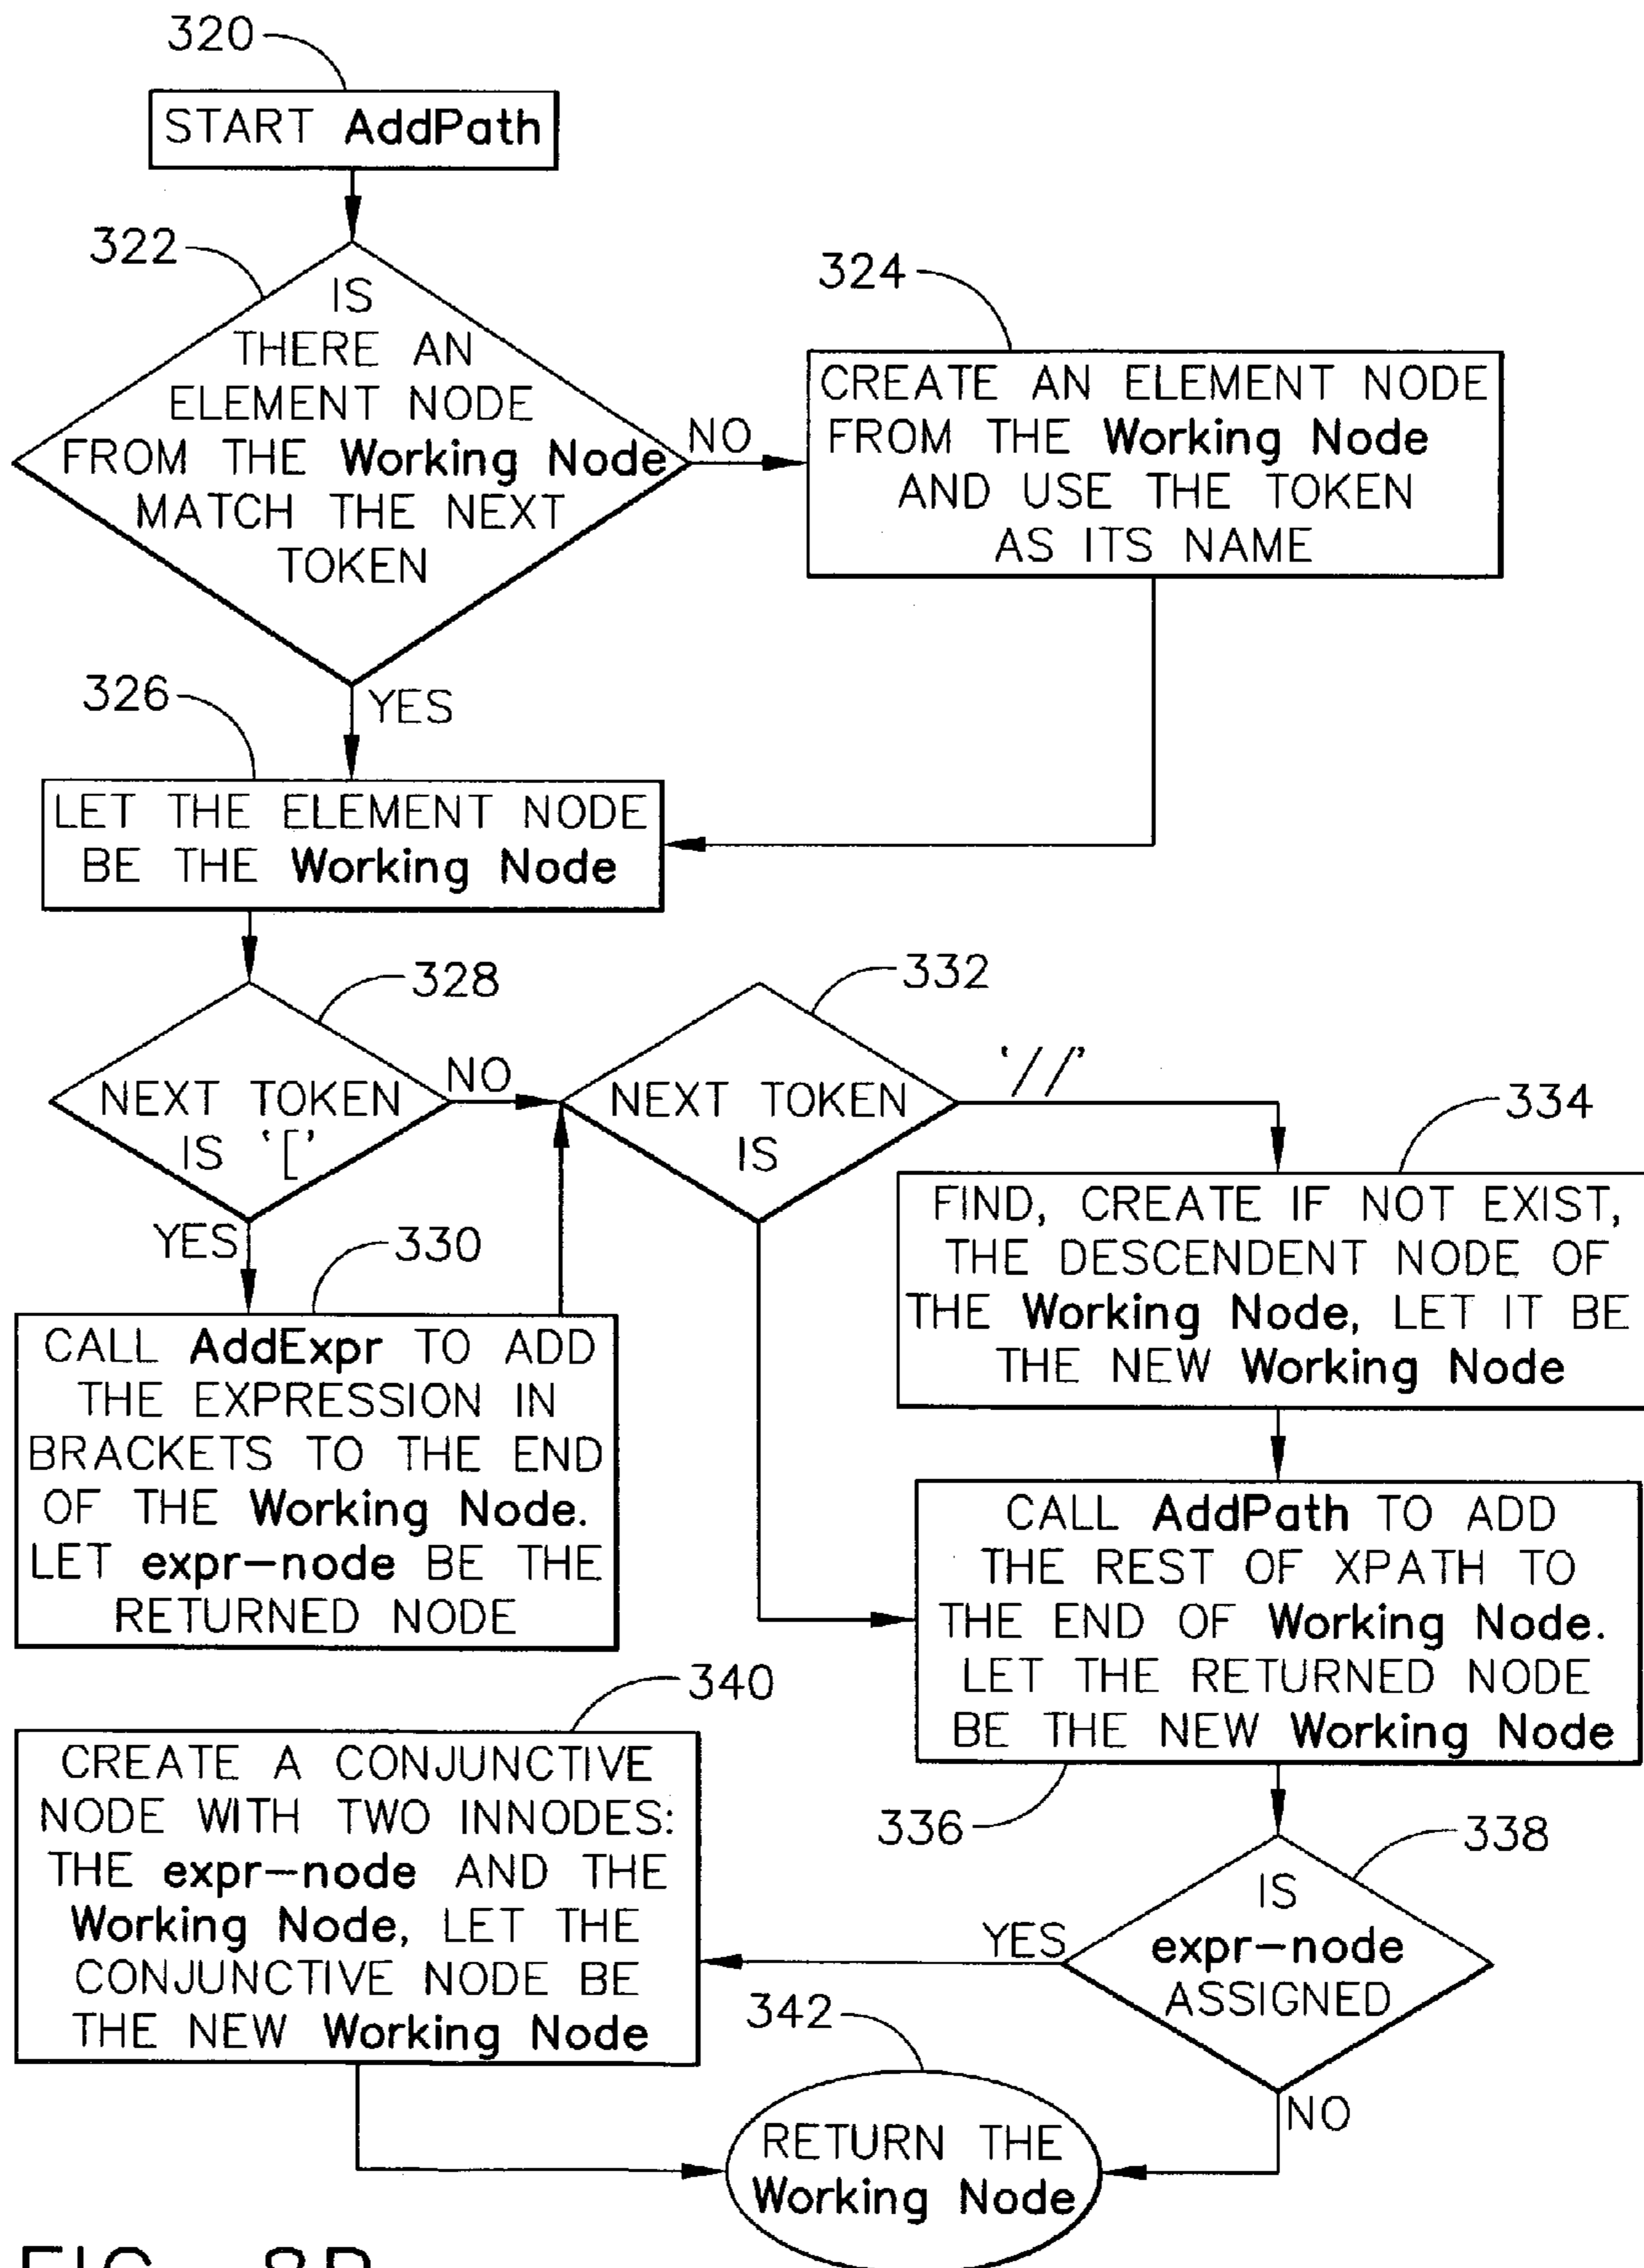 320
START AddPath
322
IS
THERE AN
ELEMENT NODE
FROM THE Working Node
MATCH THE NEXT
TOKEN
NO
324
CREATE AN ELEMENT NODE
FROM THE Working Node
AND USE THE TOKEN
AS ITS NAME
YES
326
LET THE ELEMENT NODE
BE THE Working Node
328
NEXT TOKEN
IS '['
NO
332
NEXT TOKEN
IS
'//'
334
FIND, CREATE IF NOT EXIST,
THE DESCENDENT NODE OF
THE Working Node, LET IT BE
THE NEW Working Node
YES
330
CALL AddExpr TO ADD
THE EXPRESSION IN
BRACKETS TO THE END
OF THE Working Node.
LET expr-node BE THE
RETURNED NODE
CALL AddPath TO ADD
THE REST OF XPATH TO
THE END OF Working Node.
LET THE RETURNED NODE
BE THE NEW Working Node
336
338
IS
expr-node
ASSIGNED
YES
340
CREATE A CONJUNCTIVE
NODE WITH TWO INNODES:
THE expr-node AND THE
Working Node, LET THE
CONJUNCTIVE NODE BE
THE NEW Working Node
NO
342
RETURN THE
Working Node
FIG.